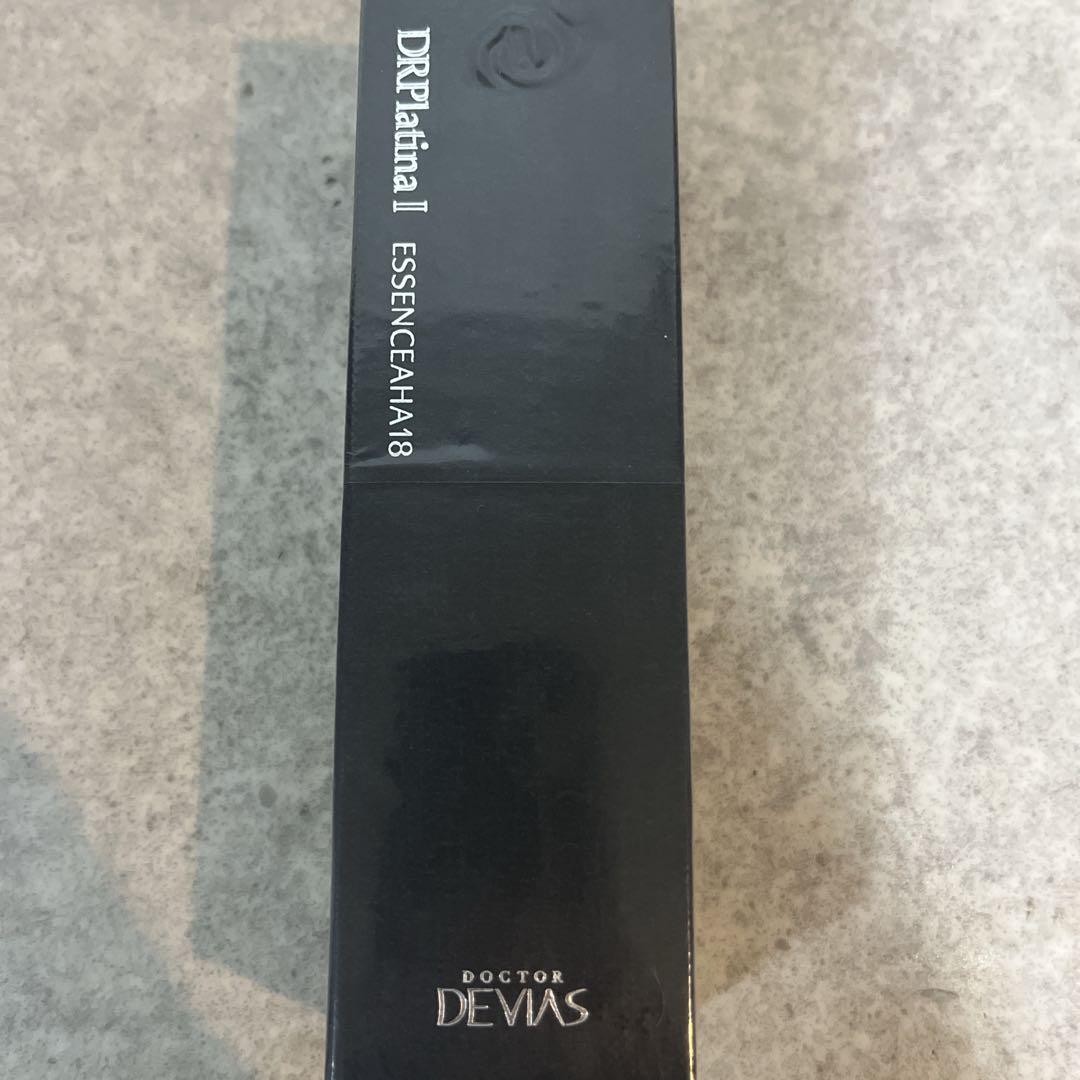 DRPlatina II ESSENCEAHA18
DOCTOR
DEVIAS